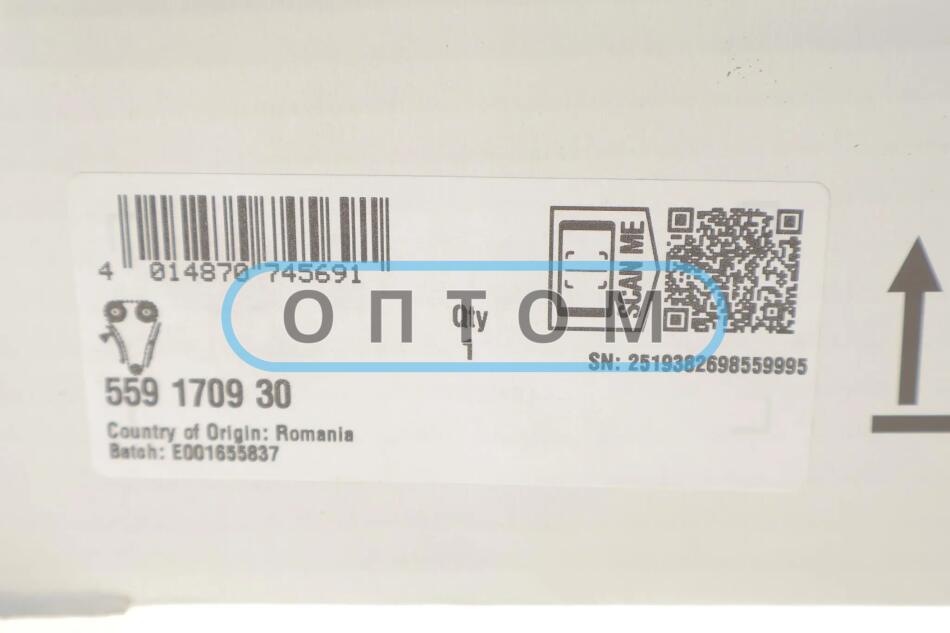 4 014870 745691
SCAN ME
ОПТОМ
Qty
1
SN: 2519382698559995
559 1709 30
Country of Origin: Romania
Batch: E001655837